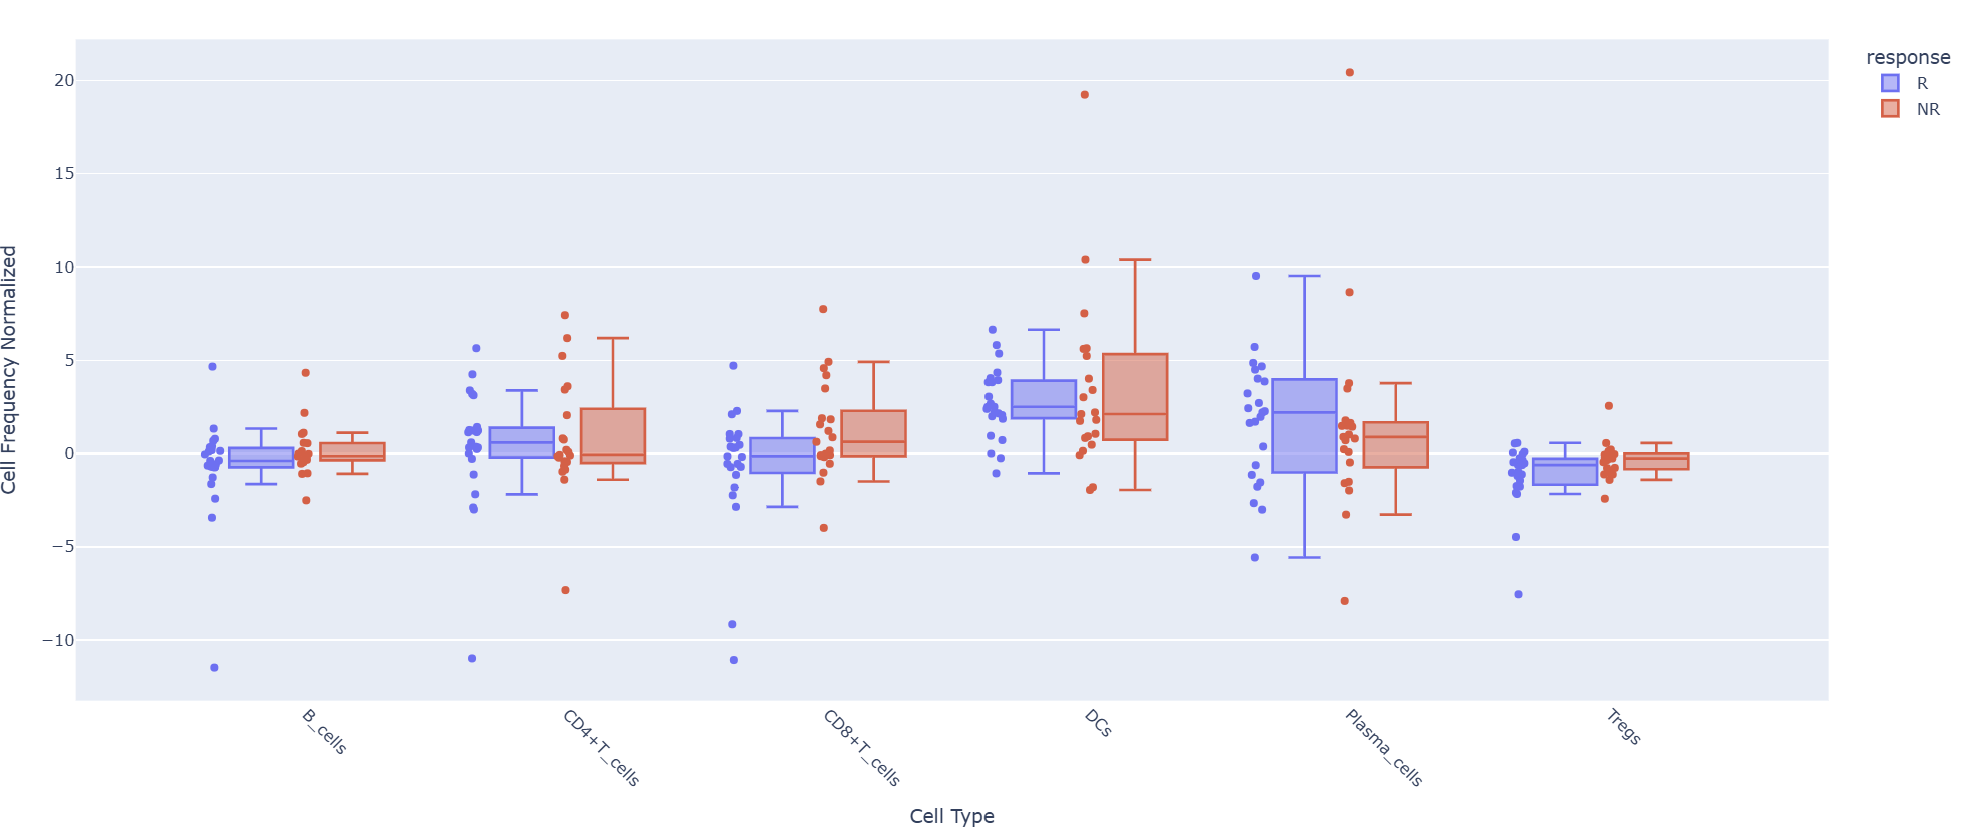 response
R
NR
Cell Frequency Normalized
20
15
10
5
0
−5
−10
B_cells
CD4+T_cells
CD8+T_cells
DCs
Plasma_cells
Tregs
Cell Type